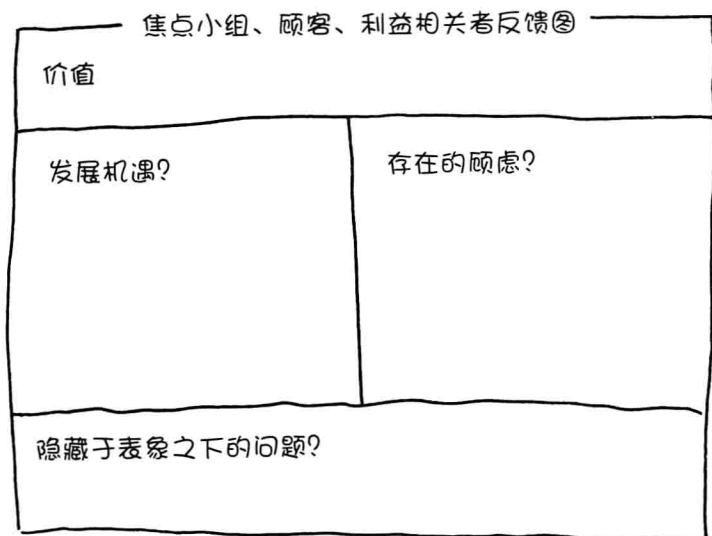 焦点小组、顾客、利益相关者反馈图
价值
发展机遇?
存在的顾虑?
隐藏于表象之下的问题?